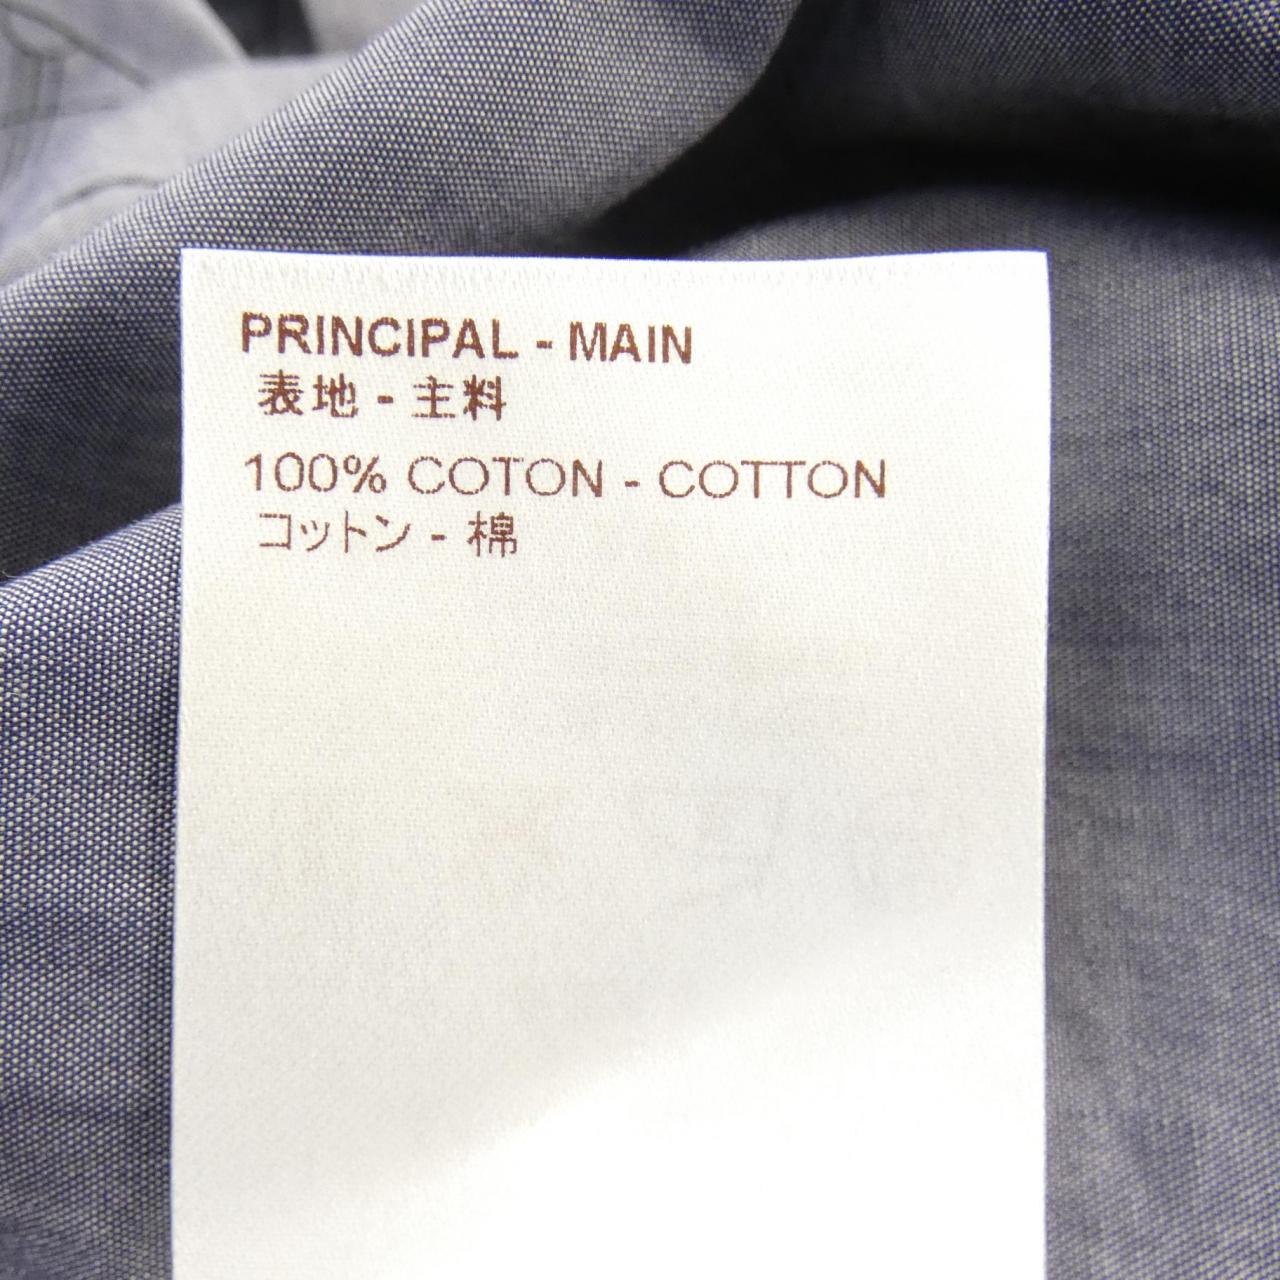 PRINCIPAL - MAIN
表地 - 主料
100% COTON - COTTON
コットン - 棉